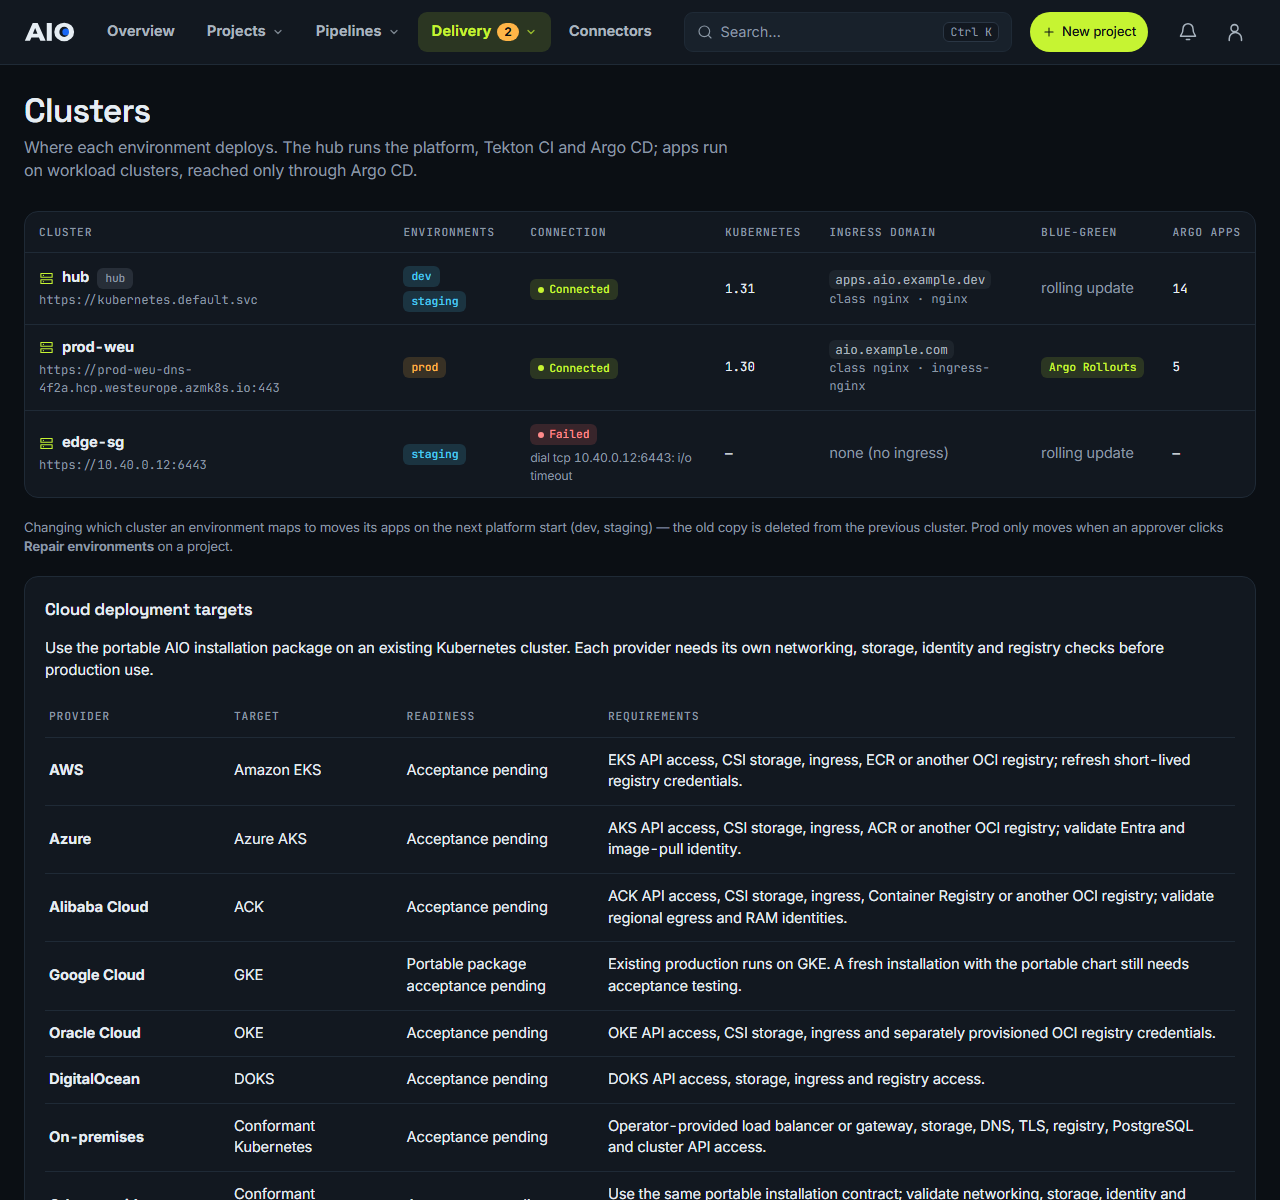 AIO
Overview
Projects
Pipelines
Delivery 2
Connectors
Search...
Ctrl K
+ New project
Clusters
Where each environment deploys. The hub runs the platform, Tekton CI and Argo CD; apps run
on workload clusters, reached only through Argo CD.
CLUSTER ENVIRONMENTS CONNECTION KUBERNETES INGRESS DOMAIN BLUE-GREEN ARGO APPS
hub hub
https://kubernetes.default.svc
dev
staging
Connected
1.31
apps.aio.example.dev
class nginx · nginx
rolling update
14
prod-weu
https://prod-weu-dns-
4f2a.hcp.westeurope.azmk8s.io:443
prod
Connected
1.30
aio.example.com
class nginx · ingress-
nginx
Argo Rollouts
5
edge-sg
https://10.40.0.12:6443
staging
Failed
dial tcp 10.40.0.12:6443: i/o
timeout
–
none (no ingress)
rolling update
–
Changing which cluster an environment maps to moves its apps on the next platform start (dev, staging) — the old copy is deleted from the previous cluster. Prod only moves when an approver clicks
Repair environments on a project.
Cloud deployment targets
Use the portable AIO installation package on an existing Kubernetes cluster. Each provider needs its own networking, storage, identity and registry checks before
production use.
PROVIDER TARGET READINESS REQUIREMENTS
AWS
Amazon EKS
Acceptance pending
EKS API access, CSI storage, ingress, ECR or another OCI registry; refresh short-lived
registry credentials.
Azure
Azure AKS
Acceptance pending
AKS API access, CSI storage, ingress, ACR or another OCI registry; validate Entra and
image-pull identity.
Alibaba Cloud
ACK
Acceptance pending
ACK API access, CSI storage, ingress, Container Registry or another OCI registry; validate
regional egress and RAM identities.
Google Cloud
GKE
Portable package
acceptance pending
Existing production runs on GKE. A fresh installation with the portable chart still needs
acceptance testing.
Oracle Cloud
OKE
Acceptance pending
OKE API access, CSI storage, ingress and separately provisioned OCI registry credentials.
DigitalOcean
DOKS
Acceptance pending
DOKS API access, storage, ingress and registry access.
On-premises
Conformant
Kubernetes
Acceptance pending
Operator-provided load balancer or gateway, storage, DNS, TLS, registry, PostgreSQL
and cluster API access.
Conformant
Use the same portable installation contract; validate networking, storage, identity and